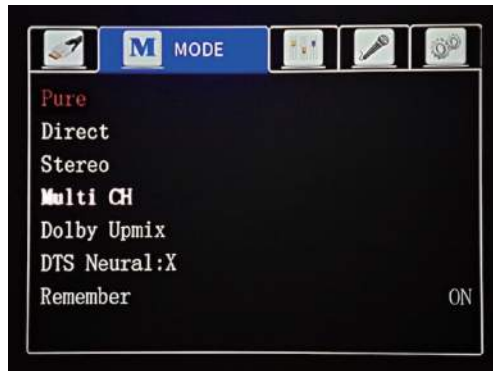 M MODE
Pure
Direct
Stereo
Multi CH
Dolby Upmix
DTS Neural:X
Remember ON